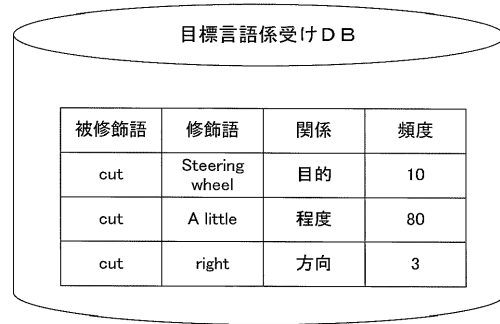 目標言語係受けＤＢ
被修飾語 修飾語 関係 頻度
cut Steering wheel 目的 10
cut A little 程度 80
cut right 方向 3